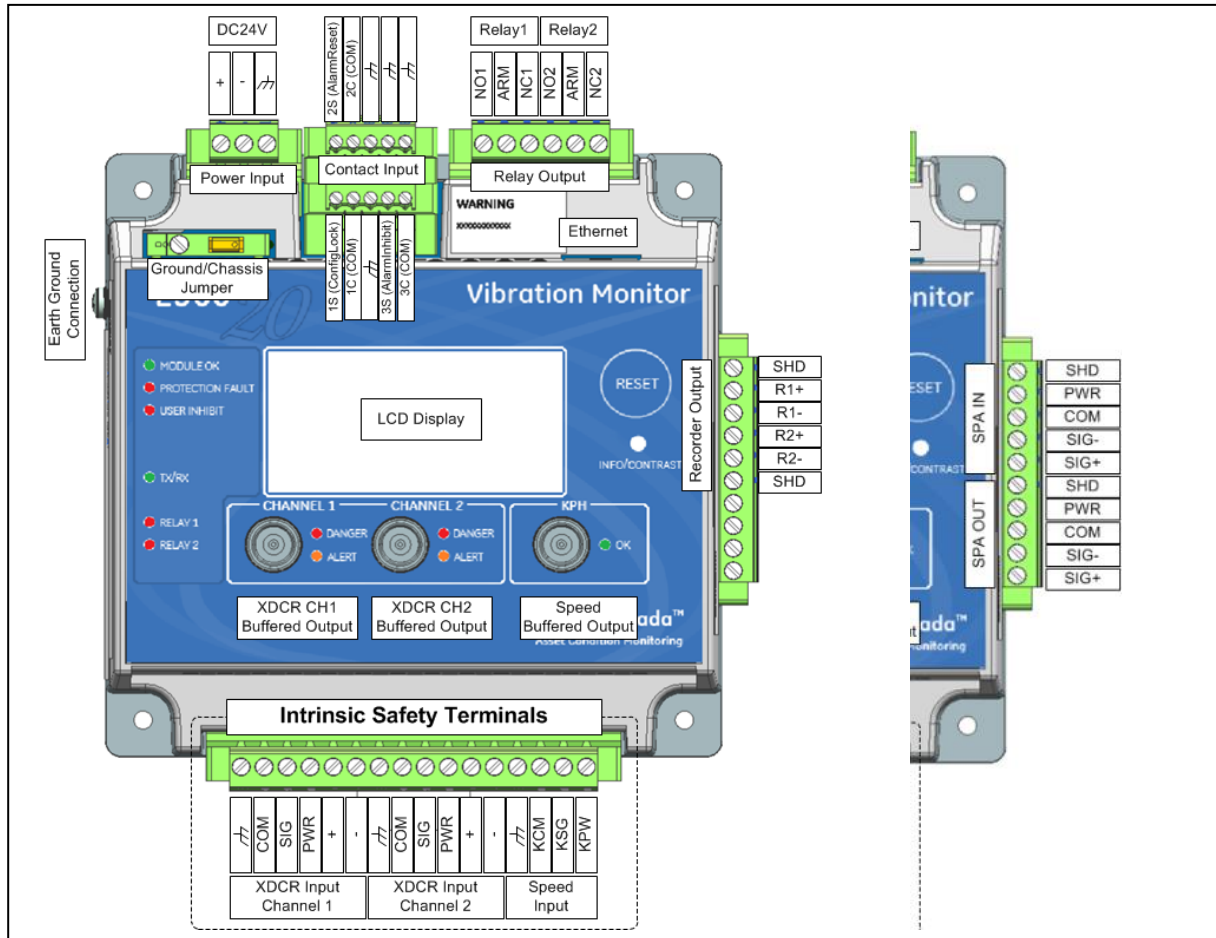 DC24V
+
-
2S (AlarmReset)
2C (COM)
Relay1 Relay2
NO1
ARM
NC1
NO2
ARM
NC2
Power Input
Contact Input
Relay Output
WARNING
xxxxxxxxxxxx
Ethernet
Earth Ground
Connection
Ground/Chassis
Jumper
1S (ConfigLock)
1C (COM)
3S (AlarmInhibit)
3C (COM)
Vibration Monitor
MODULE OK
PROTECTION FAULT
USER INHIBIT
TX/RX
RELAY 1
RELAY 2
LCD Display
RESET
INFO/CONTRAST
CHANNEL 1
DANGER
ALERT
CHANNEL 2
DANGER
ALERT
KPH
OK
XDCR CH1
Buffered Output
XDCR CH2
Buffered Output
Speed
Buffered Output
ada™
Asset Condition Monitoring
Recorder Output
SHD
R1+
R1-
R2+
R2-
SHD
Intrinsic Safety Terminals
COM
SIG
PWR
+
-
COM
SIG
PWR
+
-
KCM
KSG
KPW
XDCR Input
Channel 1
XDCR Input
Channel 2
Speed
Input
onitor
SET
CONTRAST
SPA IN
SPA OUT
SHD
PWR
COM
SIG-
SIG+
SHD
PWR
COM
SIG-
SIG+
ada™
onitoring